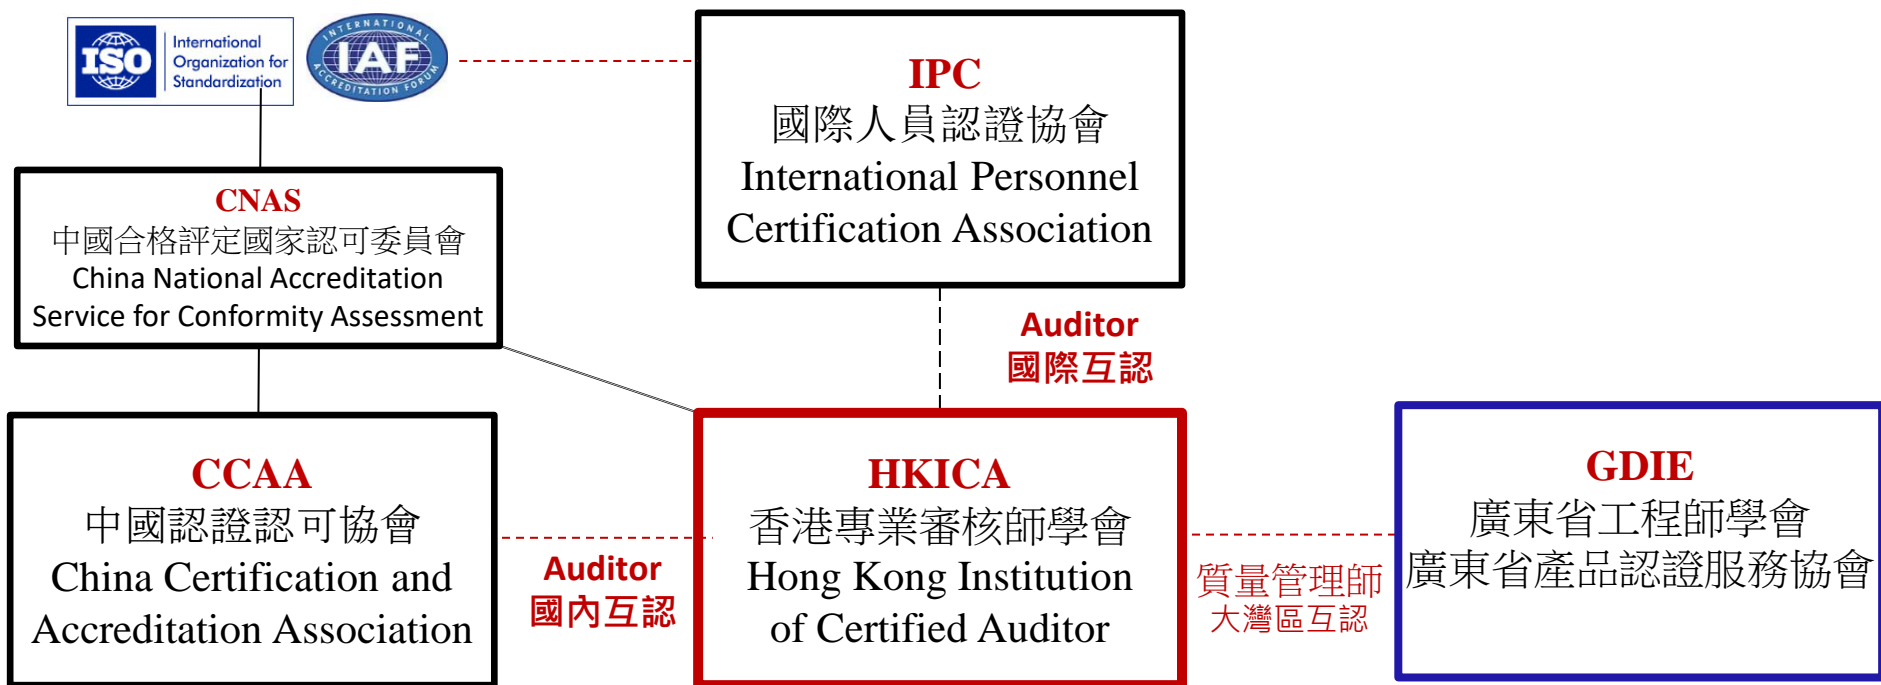 ISO
International
Organization for
Standardization
INTERNATIONAL
IAF
ACCREDITATION FORUM
IPC
國際人員認證協會
International Personnel
Certification Association
CNAS
中國合格評定國家認可委員會
China National Accreditation
Service for Conformity Assessment
Auditor
國際互認
CCAA
中國認證認可協會
China Certification and
Accreditation Association
Auditor
國內互認
HKICA
香港專業審核師學會
Hong Kong Institution
of Certified Auditor
質量管理師
大灣區互認
GDIE
廣東省工程師學會
廣東省產品認證服務協會